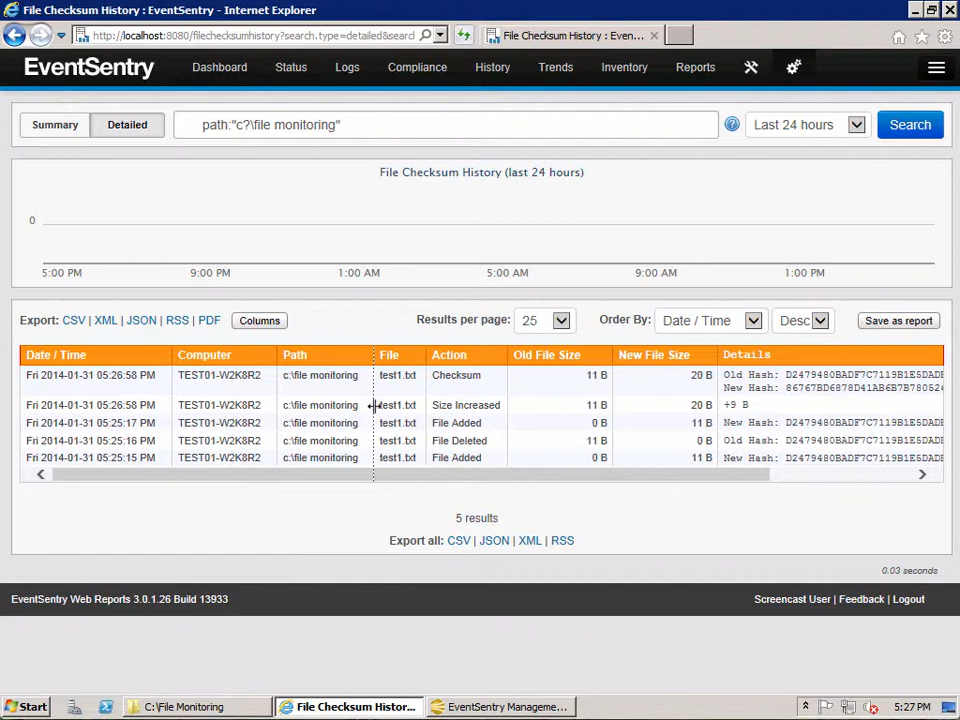 File Checksum History : EventSentry - Internet Explorer
http://localhost:8080/filechecksumhistory?search.type=detailed&search
File Checksum History : Even...
EventSentry Dashboard Status Logs Compliance History Trends Inventory Reports
Summary Detailed path:"c?\file monitoring" ? Last 24 hours Search
File Checksum History (last 24 hours)
0
5:00 PM 9:00 PM 1:00 AM 5:00 AM 9:00 AM 1:00 PM
Export: CSV | XML | JSON | RSS | PDF Columns Results per page: 25 Order By: Date / Time Desc Save as report
Date / Time Computer Path File Action Old File Size New File Size Details
Fri 2014-01-31 05:26:58 PM TEST01-W2K8R2 c:\file monitoring test1.txt Checksum 11 B 20 B Old Hash: D2479480BADF7C7119B1E5DADE
New Hash: 86767BD6878D41AB6B7B780524
Fri 2014-01-31 05:26:58 PM TEST01-W2K8R2 c:\file monitoring test1.txt Size Increased 11 B 20 B +9 B
Fri 2014-01-31 05:25:17 PM TEST01-W2K8R2 c:\file monitoring test1.txt File Added 0 B 11 B New Hash: D2479480BADF7C7119B1E5DADE
Fri 2014-01-31 05:25:16 PM TEST01-W2K8R2 c:\file monitoring test1.txt File Deleted 11 B 0 B Old Hash: D2479480BADF7C7119B1E5DADE
Fri 2014-01-31 05:25:15 PM TEST01-W2K8R2 c:\file monitoring test1.txt File Added 0 B 11 B New Hash: D2479480BADF7C7119B1E5DADE
5 results
Export all: CSV | JSON | XML | RSS
0.03 seconds
EventSentry Web Reports 3.0.1.26 Build 13933 Screencast User | Feedback | Logout
Start C:\File Monitoring File Checksum Histor... EventSentry Manageme... 5:27 PM